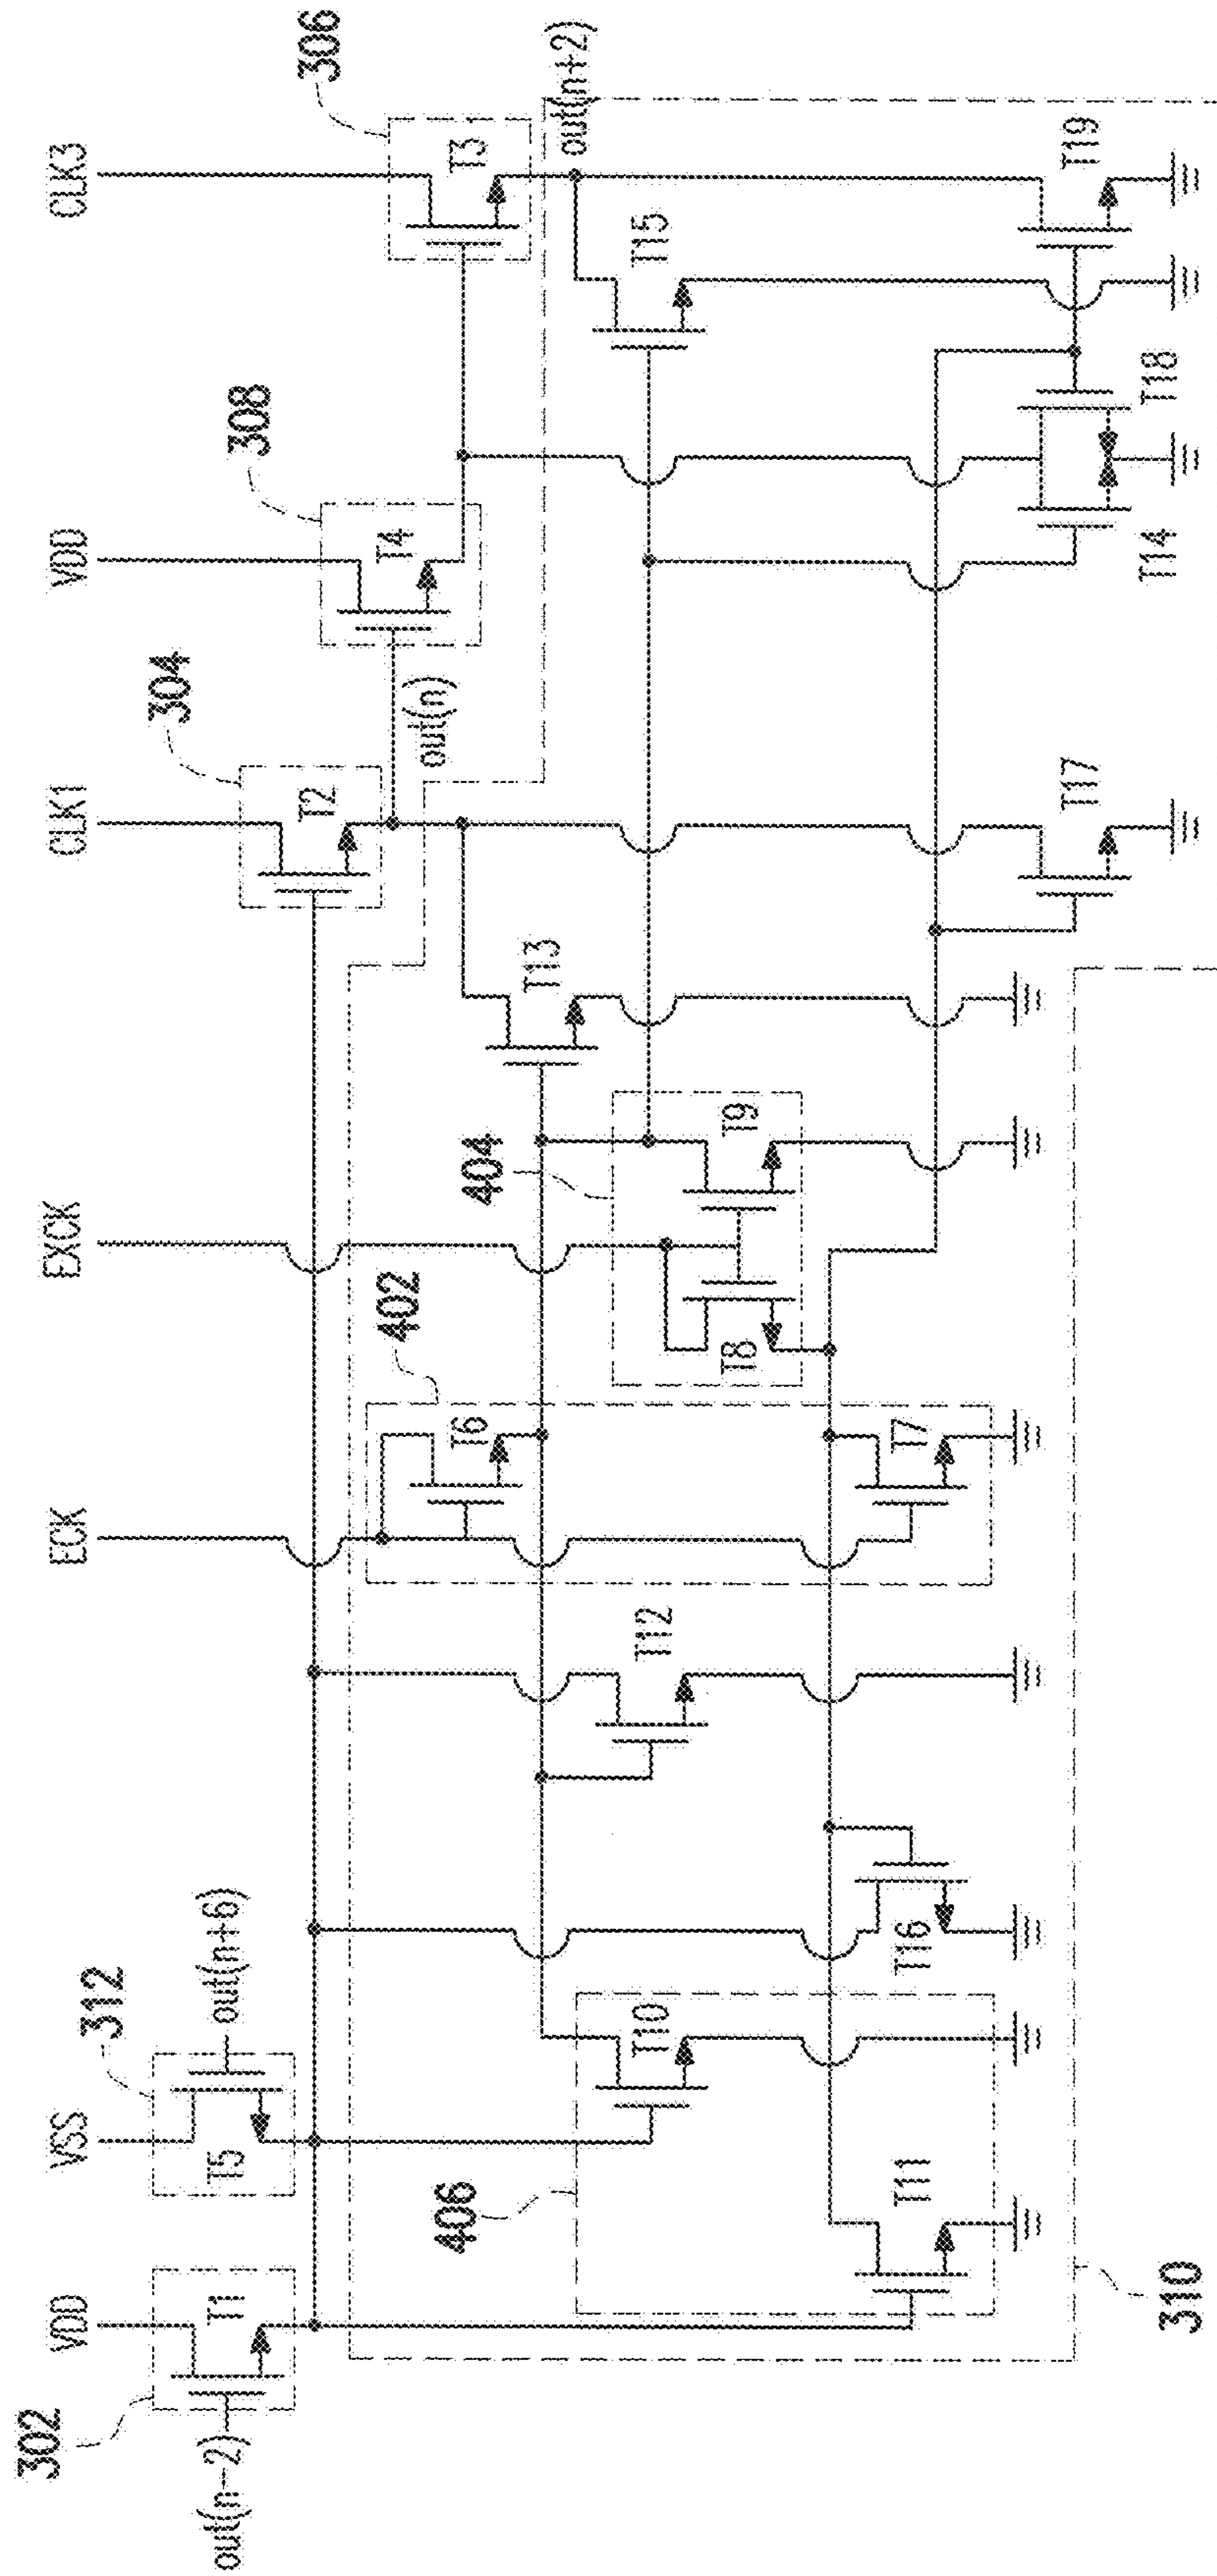 302
VDD
T1
out(n-2)
312
VSS
T5
out(n+6)
ECK
EXCK
CLK1
304
T2
VDD
308
T4
out(n)
CLK3
306
T3
out(n+2)
406
T10
T11
T16
T12
402
T6
T7
404
T8
T9
T13
T17
T15
T14
T18
T19
310